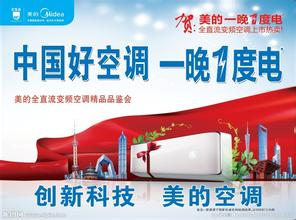 美的 Midea
贺 美的一晚1度电
全直流变频空调上市热卖!
中国好空调 一晚1度电
美的全直流变频空调精品品鉴会
创新科技 美的空调